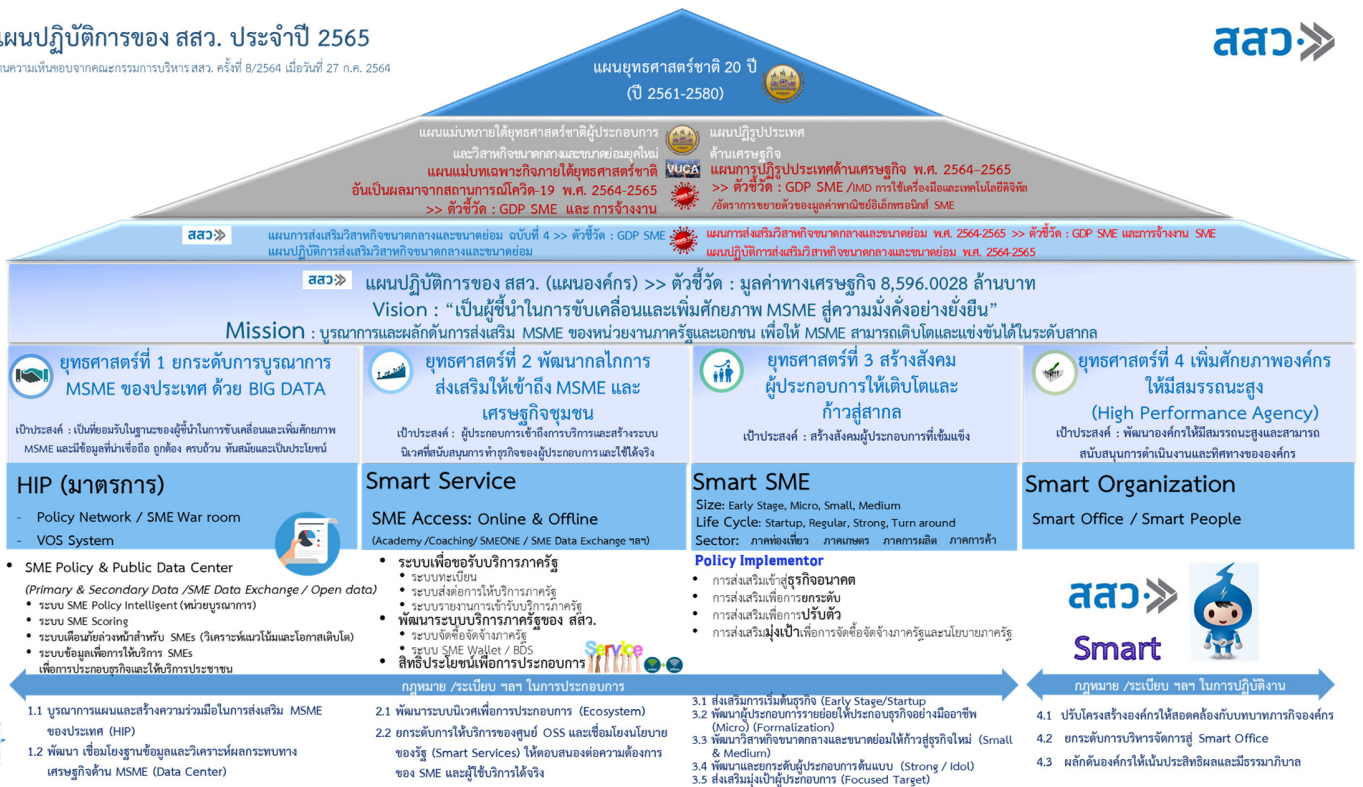 แผนปฏิบัติการของ สสว. ประจำปี 2565
านความเห็นชอบจากคณะกรรมการบริหาร สสว. ครั้งที่ 8/2564 เมื่อวันที่ 27 ก.ค. 2564
สสว
แผนยุทธศาสตร์ชาติ 20 ปี
(ปี 2561-2580)
แผนแม่บทภายใต้ยุทธศาสตร์ชาติผู้ประกอบการ
และวิสาหกิจขนาดกลางและขนาดย่อมยุคใหม่
แผนแม่บทเฉพาะกิจภายใต้ยุทธศาสตร์ชาติ
อันเป็นผลมาจากสถานการณ์โควิด-19 พ.ศ. 2564-2565
>> ตัวชี้วัด : GDP SME และ การจ้างงาน
VUCA
แผนปฏิรูปประเทศ
ด้านเศรษฐกิจ
แผนการปฏิรูปประเทศด้านเศรษฐกิจ พ.ศ. 2564–2565
>> ตัวชี้วัด : GDP SME /IMD การใช้เครื่องมือและเทคโนโลยีดิจิทัล
/อัตราการขยายตัวของมูลค่าพาณิชย์อิเล็กทรอนิกส์ SME
สสว
แผนการส่งเสริมวิสาหกิจขนาดกลางและขนาดย่อม ฉบับที่ 4 >> ตัวชี้วัด : GDP SME
แผนปฏิบัติการส่งเสริมวิสาหกิจขนาดกลางและขนาดย่อม
แผนการส่งเสริมวิสาหกิจขนาดกลางและขนาดย่อม พ.ศ. 2564-2565 >> ตัวชี้วัด : GDP SME และการจ้างงาน SME
แผนปฏิบัติการส่งเสริมวิสาหกิจขนาดกลางและขนาดย่อม พ.ศ. 2564-2565
สสว แผนปฏิบัติการของ สสว. (แผนองค์กร) >> ตัวชี้วัด : มูลค่าทางเศรษฐกิจ 8,596.0028 ล้านบาท
Vision : “เป็นผู้ชี้นำในการขับเคลื่อนและเพิ่มศักยภาพ MSME สู่ความมั่งคั่งอย่างยั่งยืน”
Mission : บูรณาการและผลักดันการส่งเสริม MSME ของหน่วยงานภาครัฐและเอกชน เพื่อให้ MSME สามารถเติบโตและแข่งขันได้ในระดับสากล
ยุทธศาสตร์ที่ 1 ยกระดับการบูรณาการ
MSME ของประเทศ ด้วย BIG DATA
เป้าประสงค์ : เป็นที่ยอมรับในฐานะของผู้ชี้นำในการขับเคลื่อนและเพิ่มศักยภาพ
MSME และมีข้อมูลที่น่าเชื่อถือ ถูกต้อง ครบถ้วน ทันสมัยและเป็นประโยชน์
HIP (มาตรการ)
- Policy Network / SME War room
- VOS System
• SME Policy & Public Data Center
(Primary & Secondary Data /SME Data Exchange / Open data)
• ระบบ SME Policy Intelligent (หน่วยบูรณาการ)
• ระบบ SME Scoring
• ระบบเตือนภัยล่วงหน้าสำหรับ SMEs (วิเคราะห์แนวโน้มและโอกาสเติบโต)
• ระบบข้อมูลเพื่อการให้บริการ SMEs
เพื่อการประกอบธุรกิจและให้บริการประชาชน
ยุทธศาสตร์ที่ 2 พัฒนากลไกการ
ส่งเสริมให้เข้าถึง MSME และ
เศรษฐกิจชุมชน
เป้าประสงค์ : ผู้ประกอบการเข้าถึงการบริการและสร้างระบบ
นิเวศที่สนับสนุนการทำธุรกิจของผู้ประกอบการและใช้ได้จริง
Smart Service
SME Access: Online & Offline
(Academy /Coaching/ SMEONE / SME Data Exchange ฯลฯ)
• ระบบเพื่อขอรับบริการภาครัฐ
• ระบบทะเบียน
• ระบบส่งต่อการให้บริการภาครัฐ
• ระบบรายงานการเข้ารับบริการภาครัฐ
• พัฒนาระบบบริการภาครัฐของ สสว.
• ระบบจัดซื้อจัดจ้างภาครัฐ
• ระบบ SME Wallet / BDS
• สิทธิประโยชน์เพื่อการประกอบการ
Service
ยุทธศาสตร์ที่ 3 สร้างสังคม
ผู้ประกอบการให้เติบโตและ
ก้าวสู่สากล
เป้าประสงค์ : สร้างสังคมผู้ประกอบการที่เข้มแข็ง
Smart SME
Size: Early Stage, Micro, Small, Medium
Life Cycle: Startup, Regular, Strong, Turn around
Sector: ภาคท่องเที่ยว ภาคเกษตร ภาคการผลิต ภาคการค้า
Policy Implementor
• การส่งเสริมเข้าสู่ธุรกิจอนาคต
• การส่งเสริมเพื่อการยกระดับ
• การส่งเสริมเพื่อการปรับตัว
• การส่งเสริมมุ่งเป้าเพื่อการจัดซื้อจัดจ้างภาครัฐและนโยบายภาครัฐ
ยุทธศาสตร์ที่ 4 เพิ่มศักยภาพองค์กร
ให้มีสมรรถนะสูง
(High Performance Agency)
เป้าประสงค์ : พัฒนาองค์กรให้มีสมรรถนะสูงและสามารถ
สนับสนุนการดำเนินงานและทิศทางขององค์กร
Smart Organization
Smart Office / Smart People
สสว
Smart
กฎหมาย /ระเบียบ ฯลฯ ในการประกอบการ
กฎหมาย /ระเบียบ ฯลฯ ในการปฏิบัติงาน
1.1 บูรณาการแผนและสร้างความร่วมมือในการส่งเสริม MSME
ของประเทศ (HIP)
1.2 พัฒนา เชื่อมโยงฐานข้อมูลและวิเคราะห์ผลกระทบทาง
เศรษฐกิจด้าน MSME (Data Center)
2.1 พัฒนาระบบนิเวศเพื่อการประกอบการ (Ecosystem)
2.2 ยกระดับการให้บริการของศูนย์ OSS และเชื่อมโยงนโยบาย
ของรัฐ (Smart Services) ให้ตอบสนองต่อความต้องการ
ของ SME และผู้ใช้บริการได้จริง
3.1 ส่งเสริมการเริ่มต้นธุรกิจ (Early Stage/Startup
3.2 พัฒนาผู้ประกอบการรายย่อยให้ประกอบธุรกิจอย่างมืออาชีพ
(Micro) (Formalization)
3.3 พัฒนาวิสาหกิจขนาดกลางและขนาดย่อมให้ก้าวสู่ธุรกิจใหม่ (Small
& Medium)
3.4 พัฒนาและยกระดับผู้ประกอบการต้นแบบ (Strong / Idol)
3.5 ส่งเสริมมุ่งเป้าผู้ประกอบการ (Focused Target)
4.1 ปรับโครงสร้างองค์กรให้สอดคล้องกับบทบาทภารกิจองค์กร
4.2 ยกระดับการบริหารจัดการสู่ Smart Office
4.3 ผลักดันองค์กรให้เน้นประสิทธิผลและมีธรรมาภิบาล